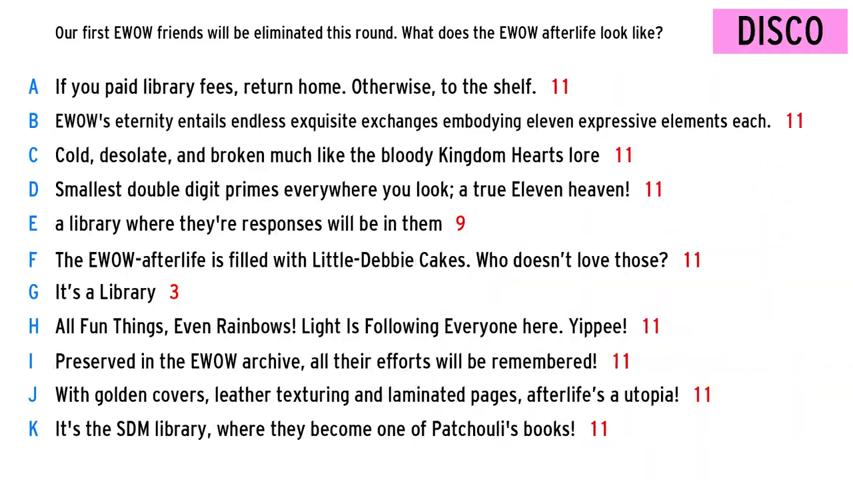 Our first EWOW friends will be eliminated this round. What does the EWOW afterlife look like?
DISCO
A If you paid library fees, return home. Otherwise, to the shelf. 11
B EWOW's eternity entails endless exquisite exchanges embodying eleven expressive elements each. 11
C Cold, desolate, and broken much like the bloody Kingdom Hearts lore 11
D Smallest double digit primes everywhere you look; a true Eleven heaven! 11
E a library where they're responses will be in them 9
F The EWOW-afterlife is filled with Little-Debbie Cakes. Who doesn’t love those? 11
G It’s a Library 3
H All Fun Things, Even Rainbows! Light Is Following Everyone here. Yippee! 11
I Preserved in the EWOW archive, all their efforts will be remembered! 11
J With golden covers, leather texturing and laminated pages, afterlife’s a utopia! 11
K It's the SDM library, where they become one of Patchouli's books! 11